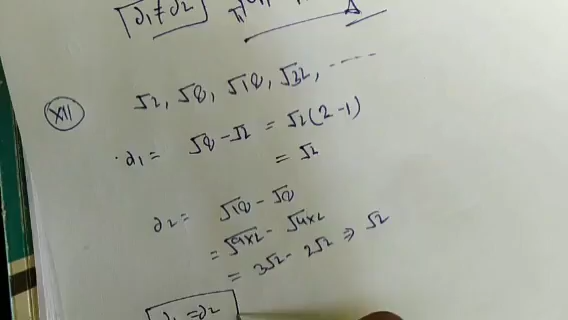 d1 ≠ d2
XII
√2, √8, √18, √32, ----
d1 = √8 - √2 = √2(2-1)
= √2
d2 = √18 - √8
= √9×2 - √4×2
= 3√2 - 2√2 ⇒ √2
d1 = d2